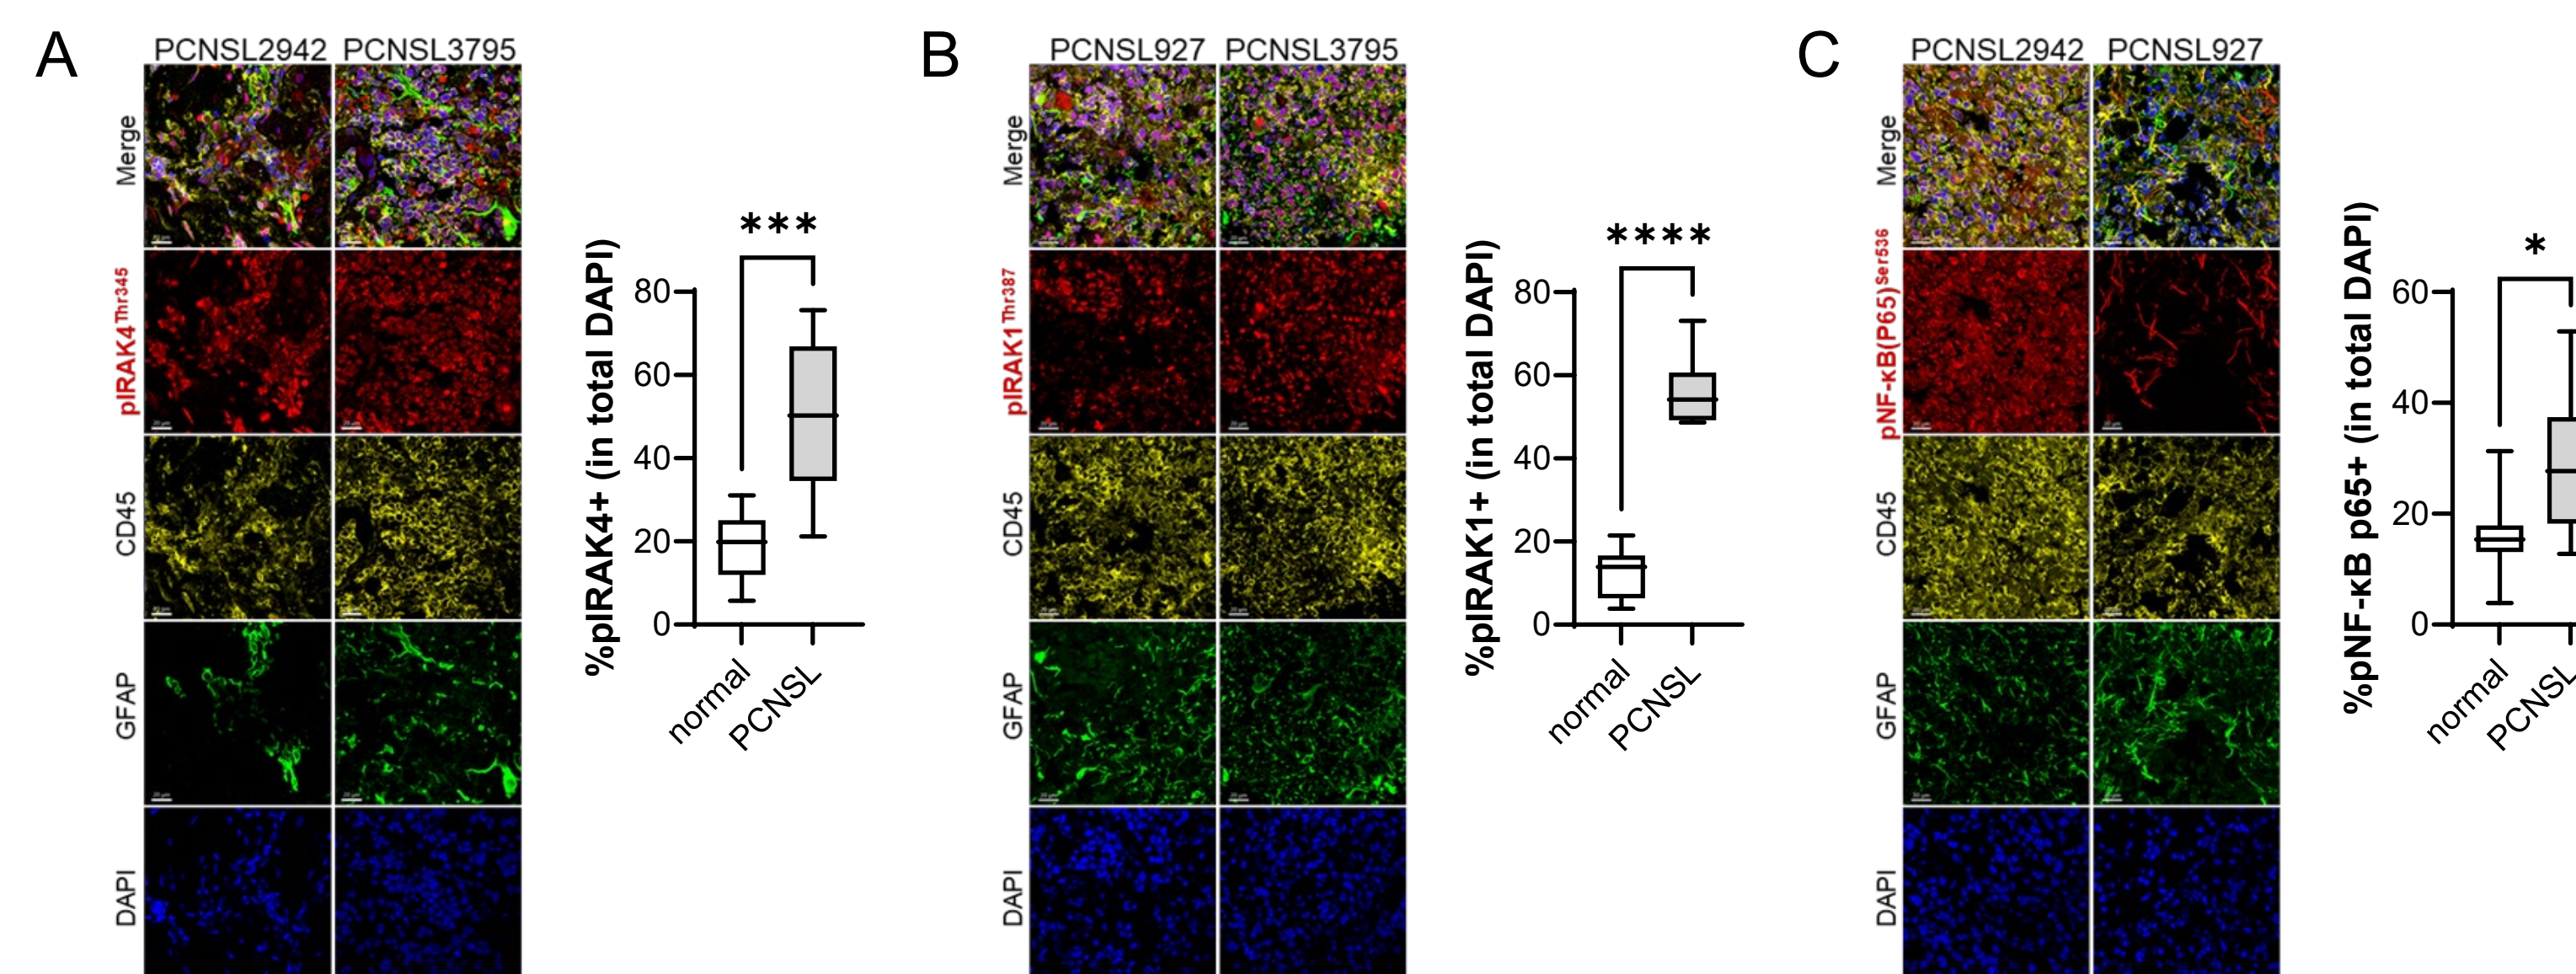 A
PCNSL2942 PCNSL3795
Merge
pIRAK4Thr345
CD45
GFAP
DAPI
%pIRAK4+ (in total DAPI)
***
80
60
40
20
0
normal
PCNSL
B
PCNSL927 PCNSL3795
Merge
pIRAK1Thr387
CD45
GFAP
DAPI
%pIRAK1+ (in total DAPI)
****
80
60
40
20
0
normal
PCNSL
C
PCNSL2942 PCNSL927
Merge
pNF-κB(P65)Ser536
CD45
GFAP
DAPI
%pNF-κB p65+ (in total DAPI)
*
60
40
20
0
normal
PCNSL